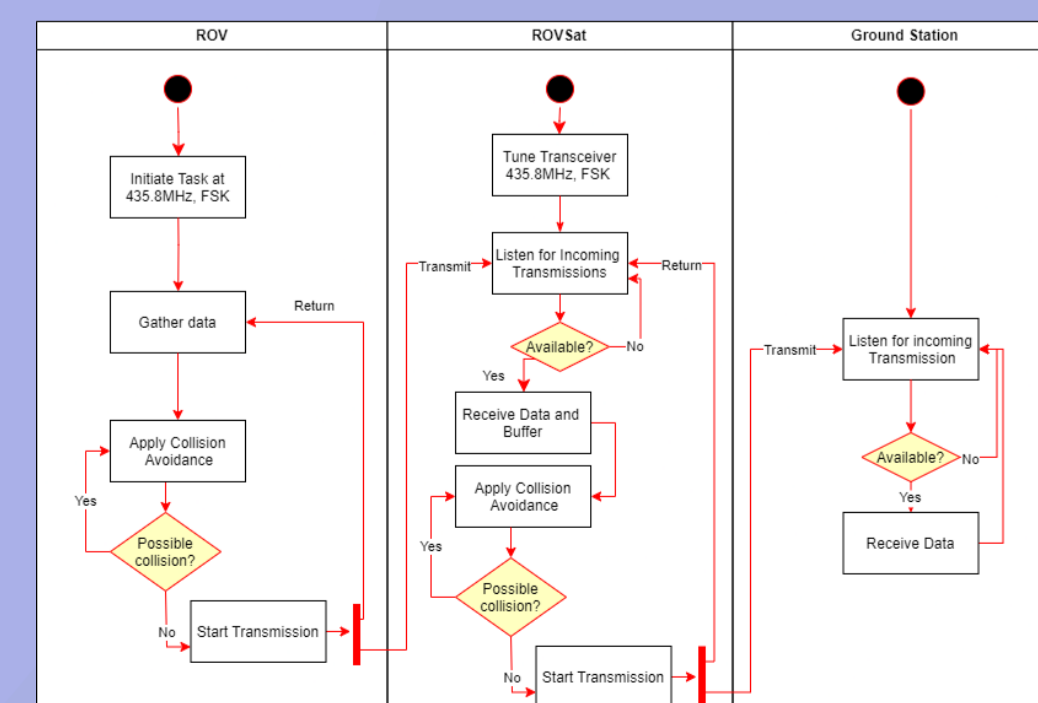 ROV
ROVSat
Ground Station
Initiate Task at
435.8MHz, FSK
Gather data
Return
Apply Collision
Avoidance
Yes
Possible
collision?
No
Start Transmission
Transmit
Tune Transceiver
435.8MHz, FSK
Listen for Incoming
Transmissions
Return
Available?
No
Yes
Receive Data and
Buffer
Apply Collision
Avoidance
Yes
Possible
collision?
No
Start Transmission
Transmit
Listen for incoming
Transmission
Available?
No
Yes
Receive Data